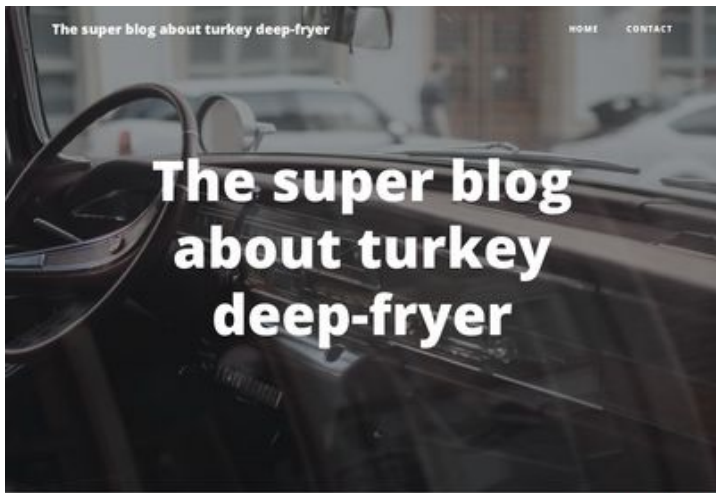 The super blog about turkey deep-fryer
HOME
CONTACT
The super blog
about turkey
deep-fryer